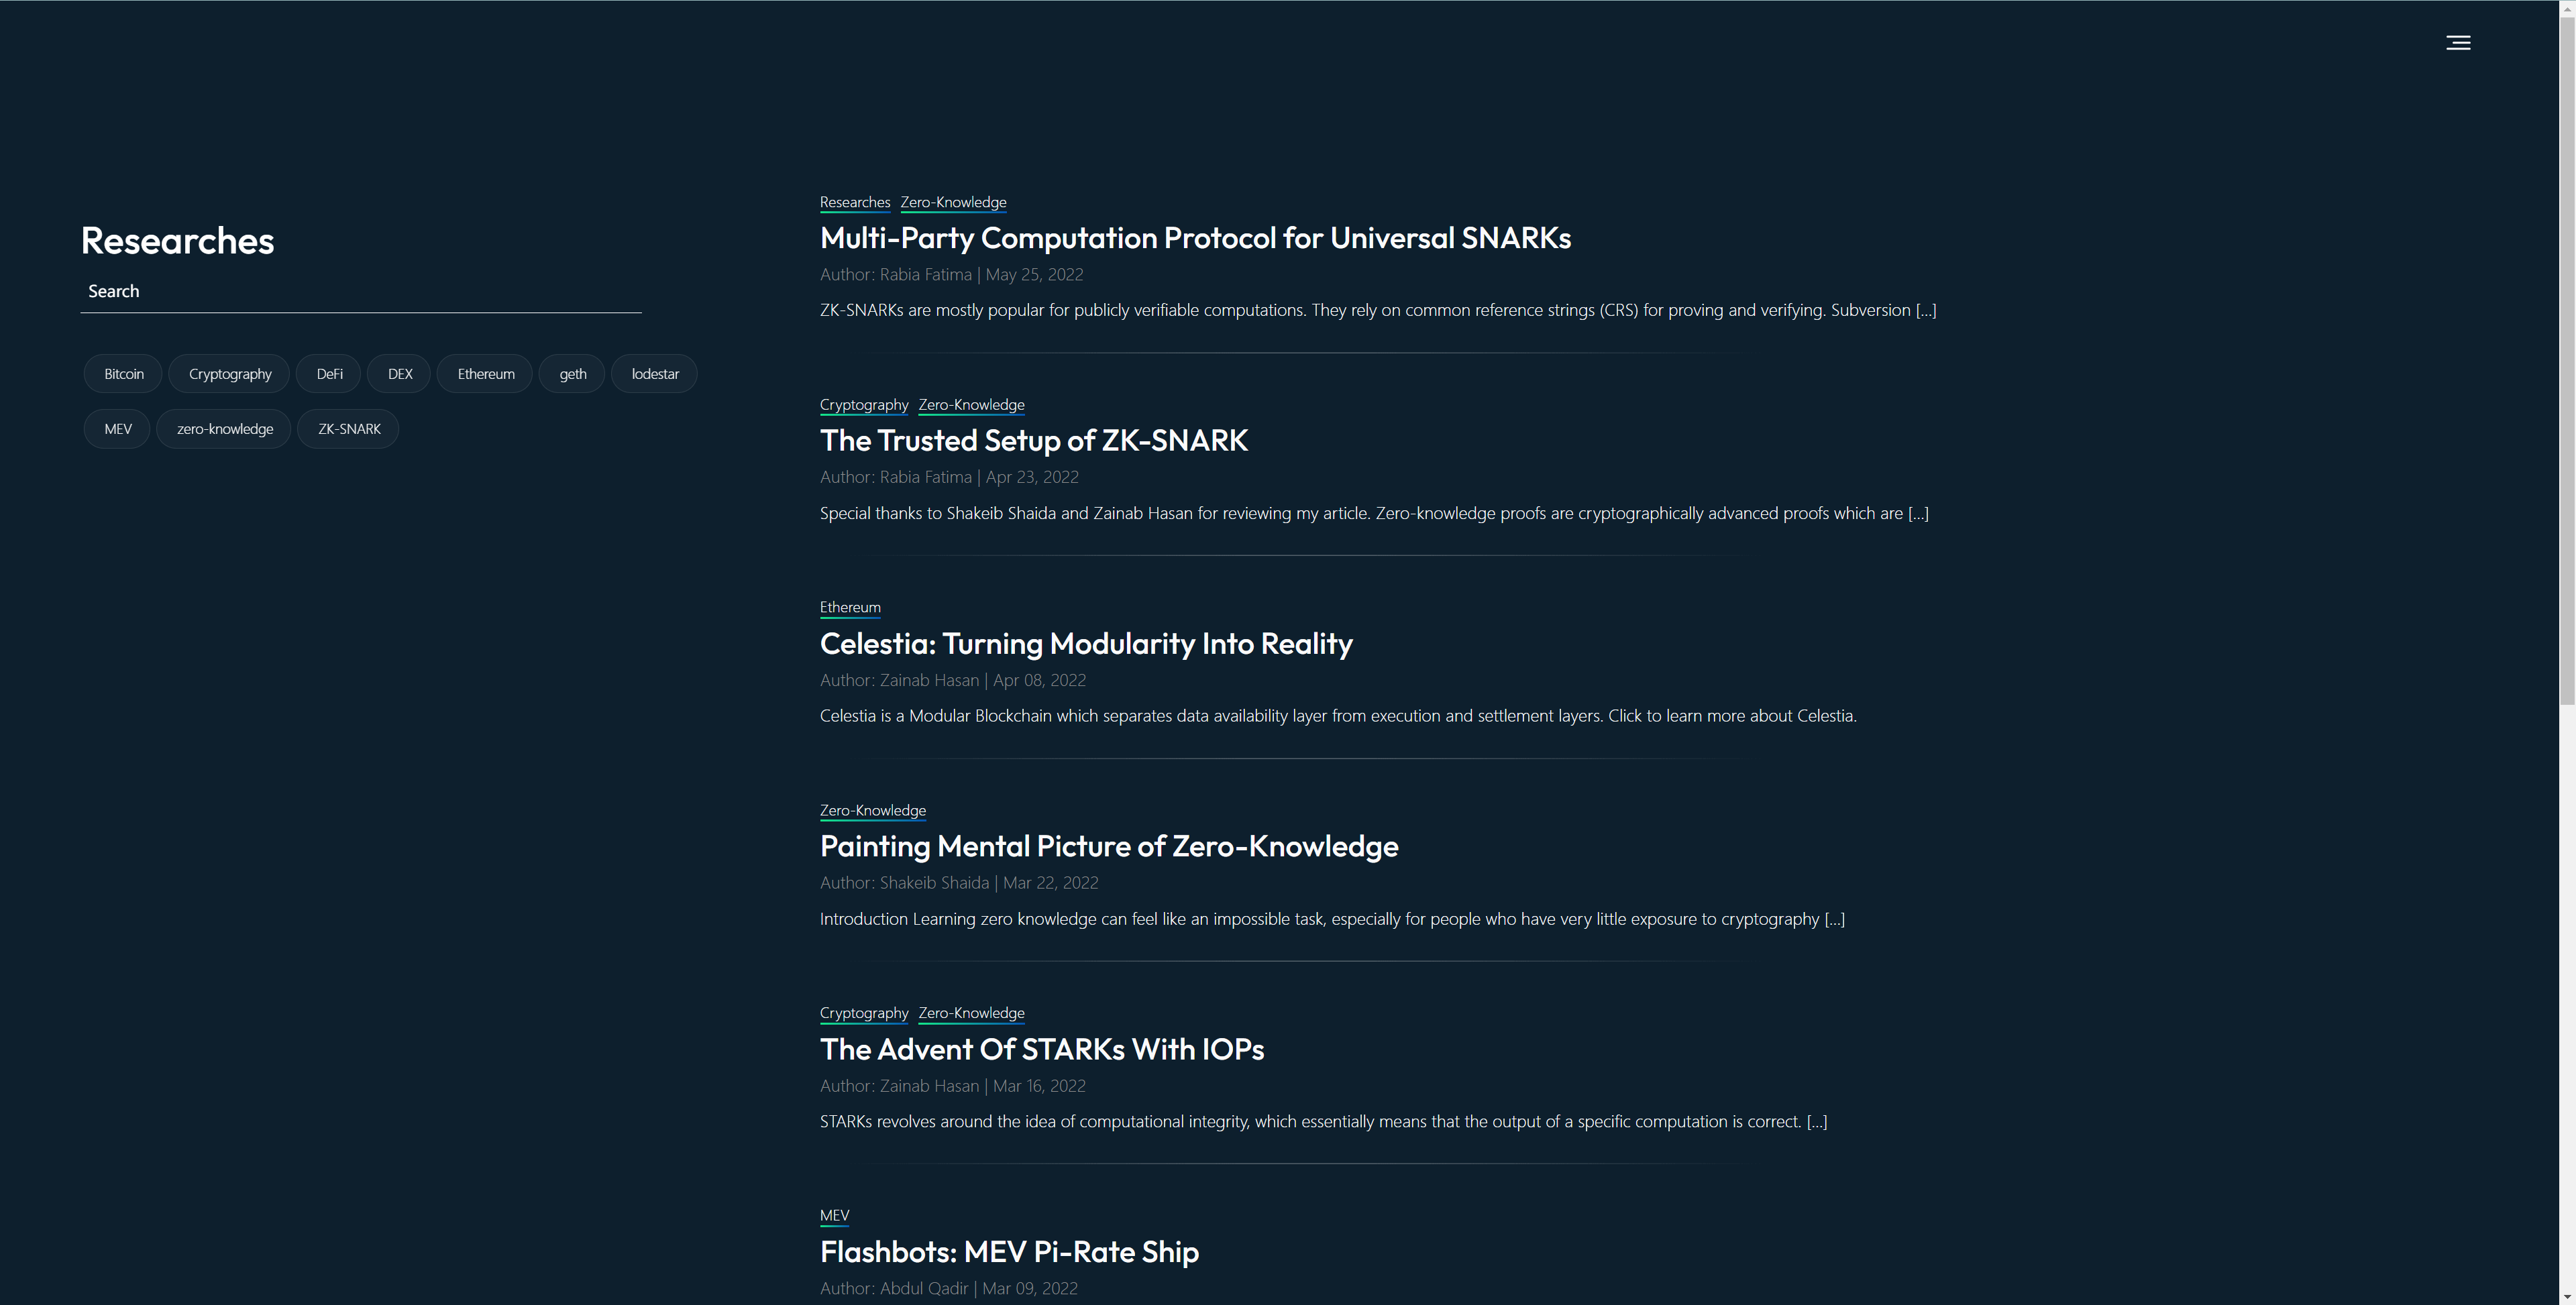 Researches
Search
Bitcoin Cryptography DeFi DEX Ethereum geth lodestar
MEV zero-knowledge ZK-SNARK
Researches Zero-Knowledge
Multi-Party Computation Protocol for Universal SNARKs
Author: Rabia Fatima | May 25, 2022
ZK-SNARKs are mostly popular for publicly verifiable computations. They rely on common reference strings (CRS) for proving and verifying. Subversion [...]
Cryptography Zero-Knowledge
The Trusted Setup of ZK-SNARK
Author: Rabia Fatima | Apr 23, 2022
Special thanks to Shakeib Shaida and Zainab Hasan for reviewing my article. Zero-knowledge proofs are cryptographically advanced proofs which are [...]
Ethereum
Celestia: Turning Modularity Into Reality
Author: Zainab Hasan | Apr 08, 2022
Celestia is a Modular Blockchain which separates data availability layer from execution and settlement layers. Click to learn more about Celestia.
Zero-Knowledge
Painting Mental Picture of Zero-Knowledge
Author: Shakeib Shaida | Mar 22, 2022
Introduction Learning zero knowledge can feel like an impossible task, especially for people who have very little exposure to cryptography [...]
Cryptography Zero-Knowledge
The Advent Of STARKs With IOPs
Author: Zainab Hasan | Mar 16, 2022
STARKs revolves around the idea of computational integrity, which essentially means that the output of a specific computation is correct. [...]
MEV
Flashbots: MEV Pi-Rate Ship
Author: Abdul Qadir | Mar 09, 2022